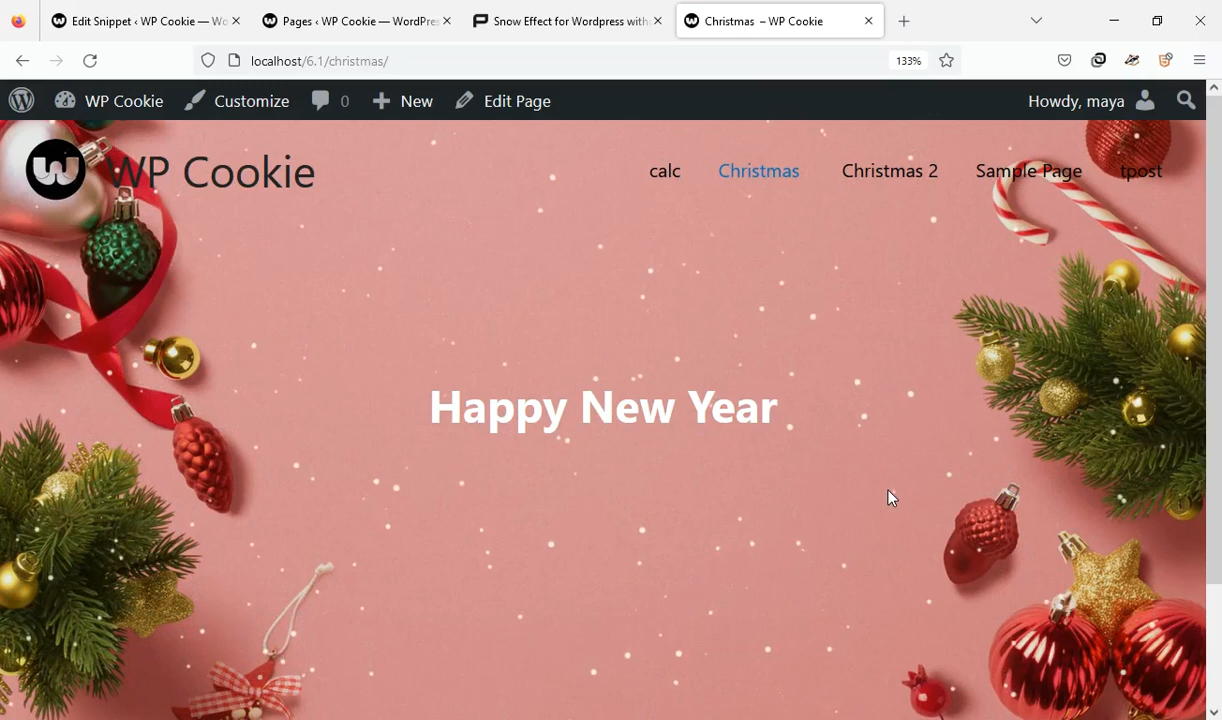 Edit Snippet ‹ WP Cookie — Wo
Pages ‹ WP Cookie — WordPres
Snow Effect for Wordpress with
Christmas – WP Cookie
localhost/6.1/christmas/
133%
WP Cookie
Customize
0
New
Edit Page
Howdy, maya
WP Cookie
calc
Christmas
Christmas 2
Sample Page
tpost
Happy New Year